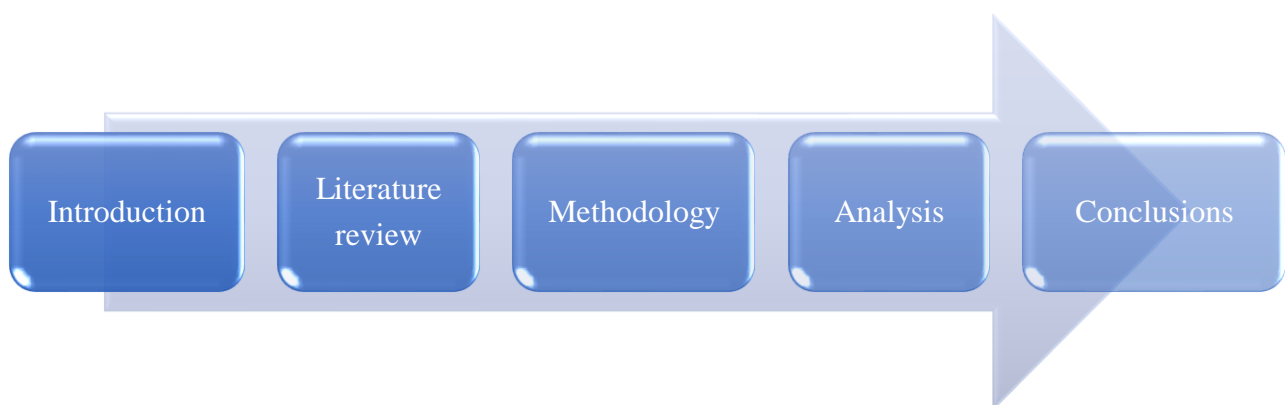 Introduction
Literature
review
Methodology
Analysis
Conclusions